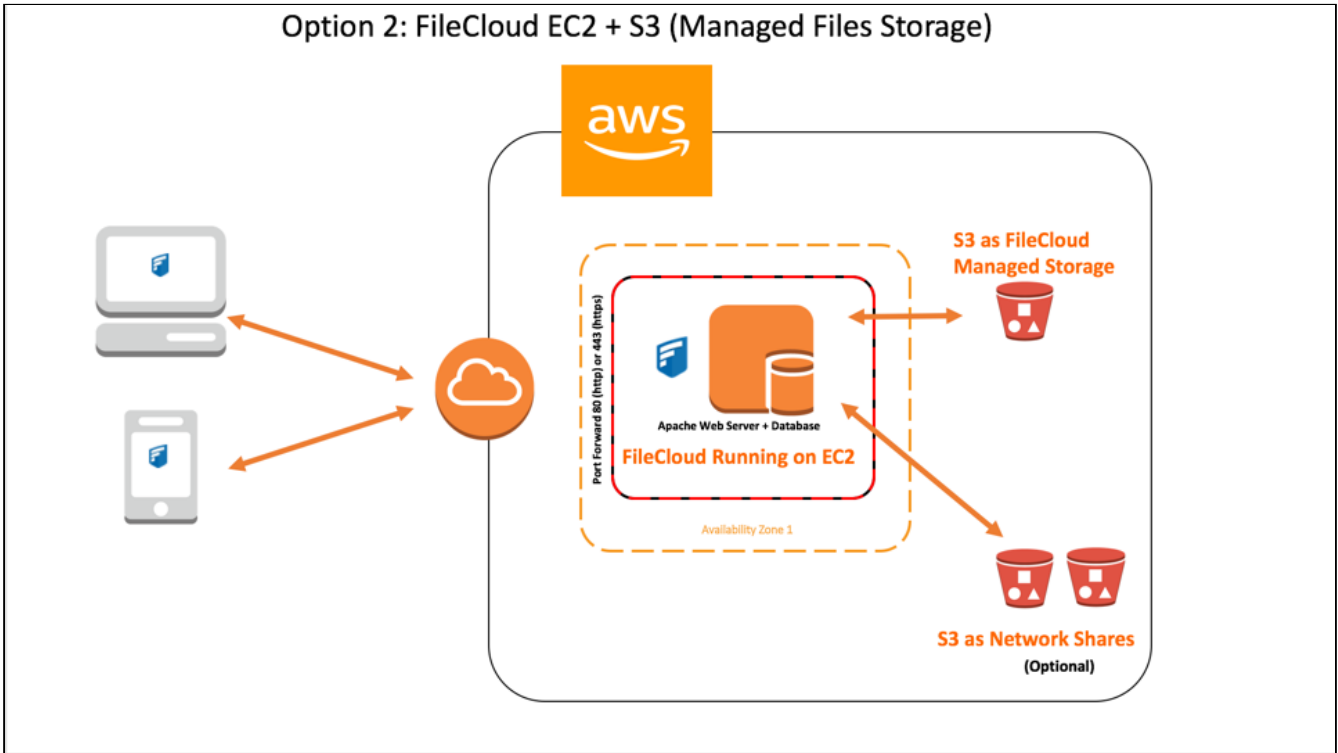 Option 2: FileCloud EC2 + S3 (Managed Files Storage)
aws
S3 as FileCloud
Managed Storage
Port Forward 80 (http) or 443 (https)
Apache Web Server + Database
FileCloud Running on EC2
Availability Zone 1
S3 as Network Shares
(Optional)